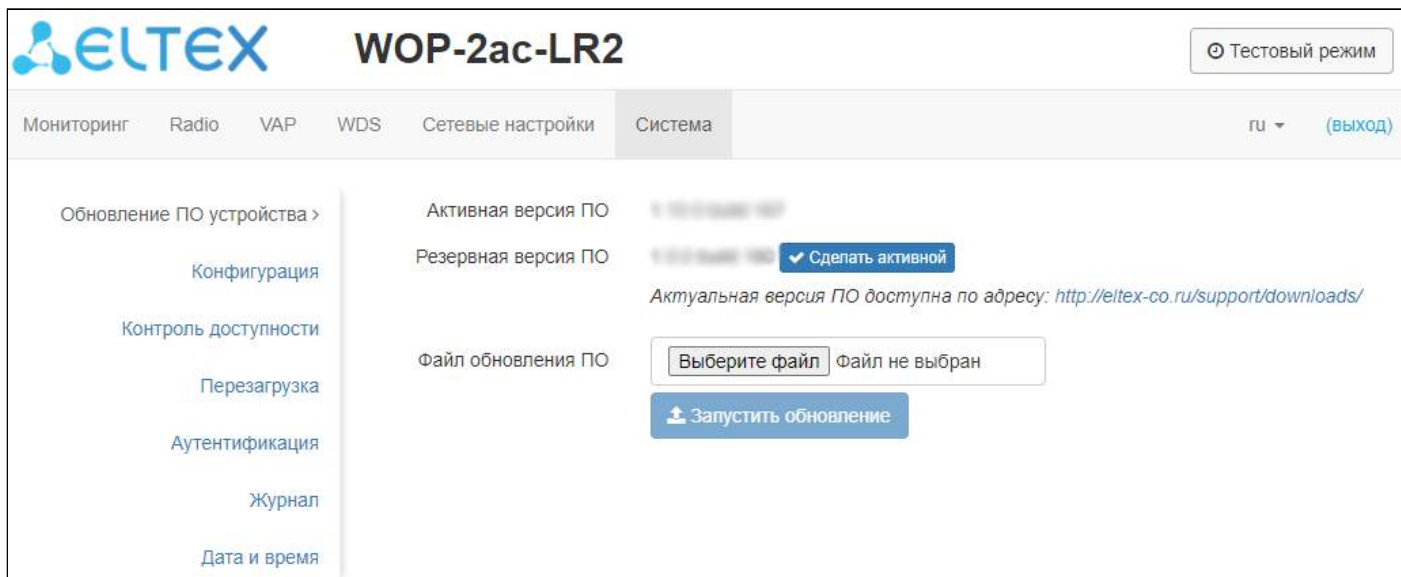 ELTEX WOP-2ac-LR2 Тестовый режим
Мониторинг Radio VAP WDS Сетевые настройки Система ru (выход)
Обновление ПО устройства >
Конфигурация
Контроль доступности
Перезагрузка
Аутентификация
Журнал
Дата и время
Активная версия ПО
Резервная версия ПО Сделать активной
Актуальная версия ПО доступна по адресу: http://eltex-co.ru/support/downloads/
Файл обновления ПО Выберите файл Файл не выбран
Запустить обновление